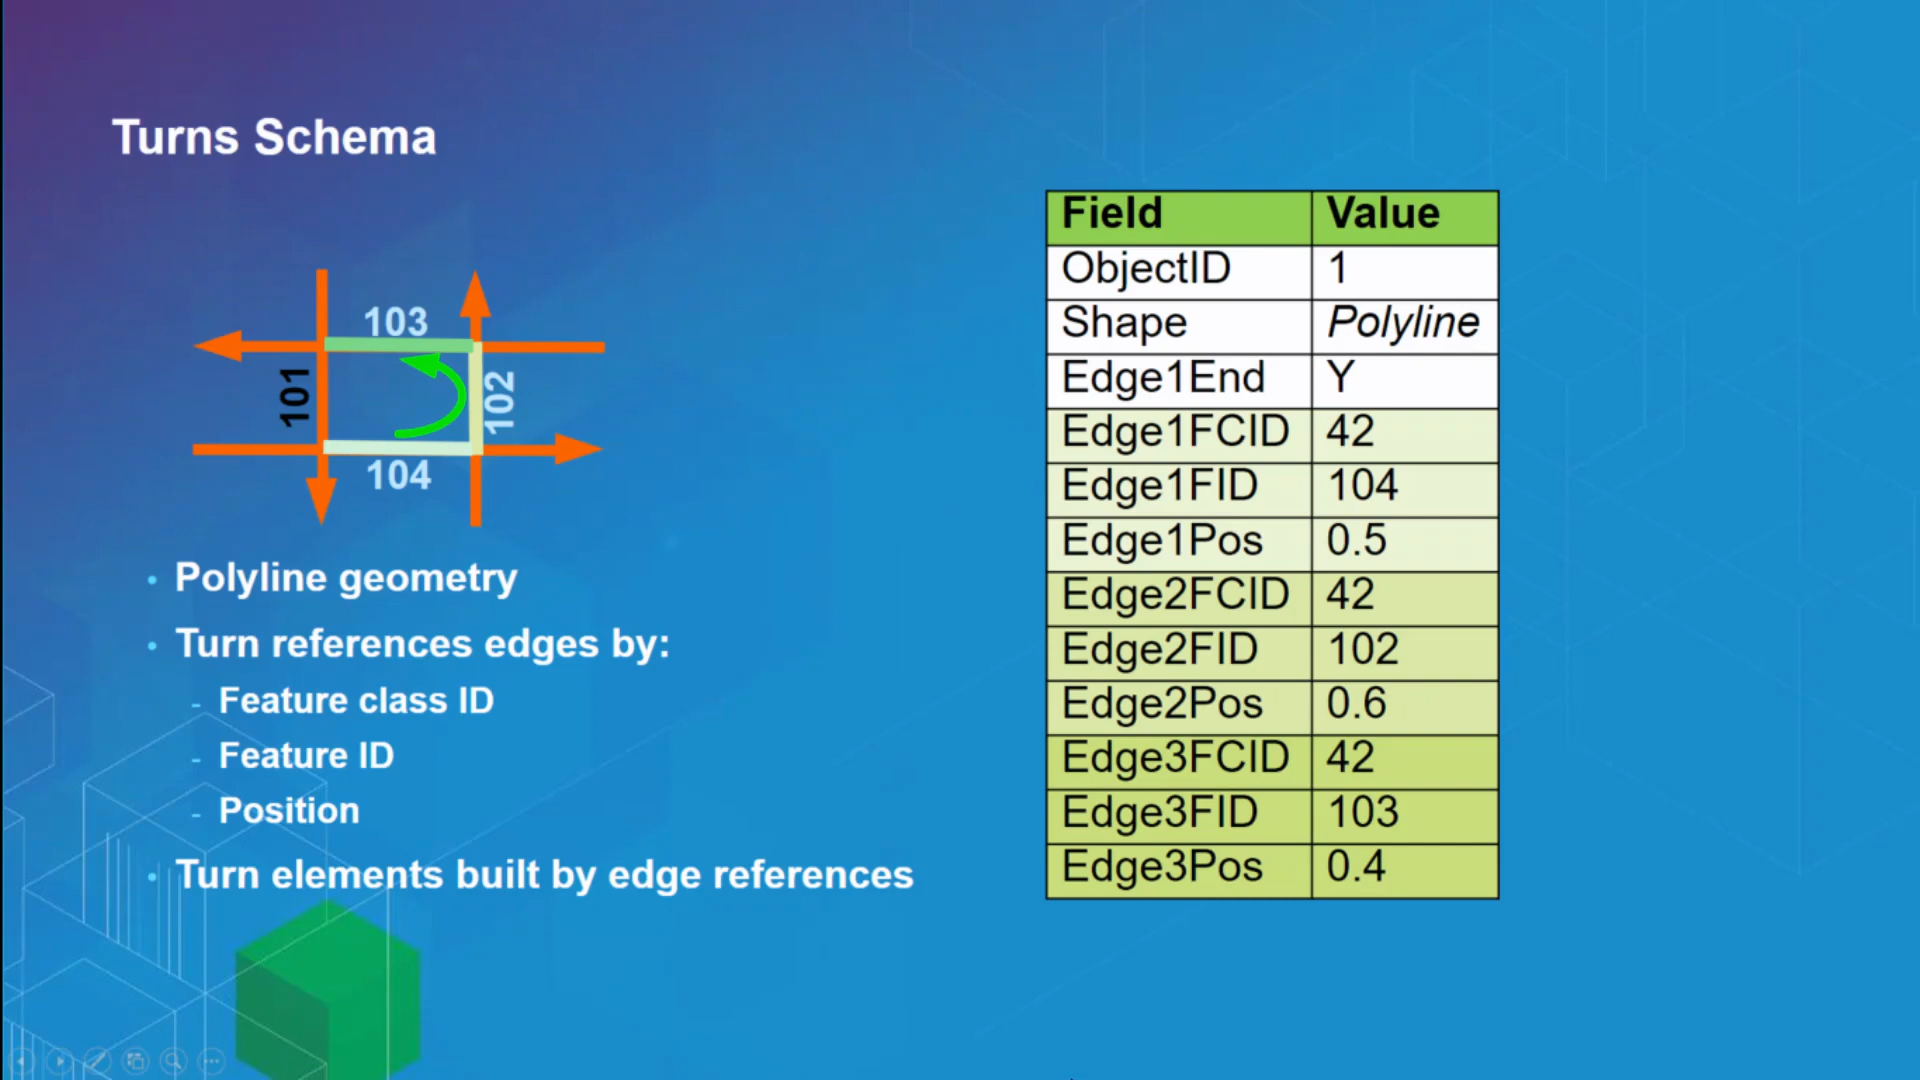 Turns Schema
103
101
102
104
• Polyline geometry
• Turn references edges by:
- Feature class ID
- Feature ID
- Position
• Turn elements built by edge references
Field Value
ObjectID 1
Shape Polyline
Edge1End Y
Edge1FCID 42
Edge1FID 104
Edge1Pos 0.5
Edge2FCID 42
Edge2FID 102
Edge2Pos 0.6
Edge3FCID 42
Edge3FID 103
Edge3Pos 0.4